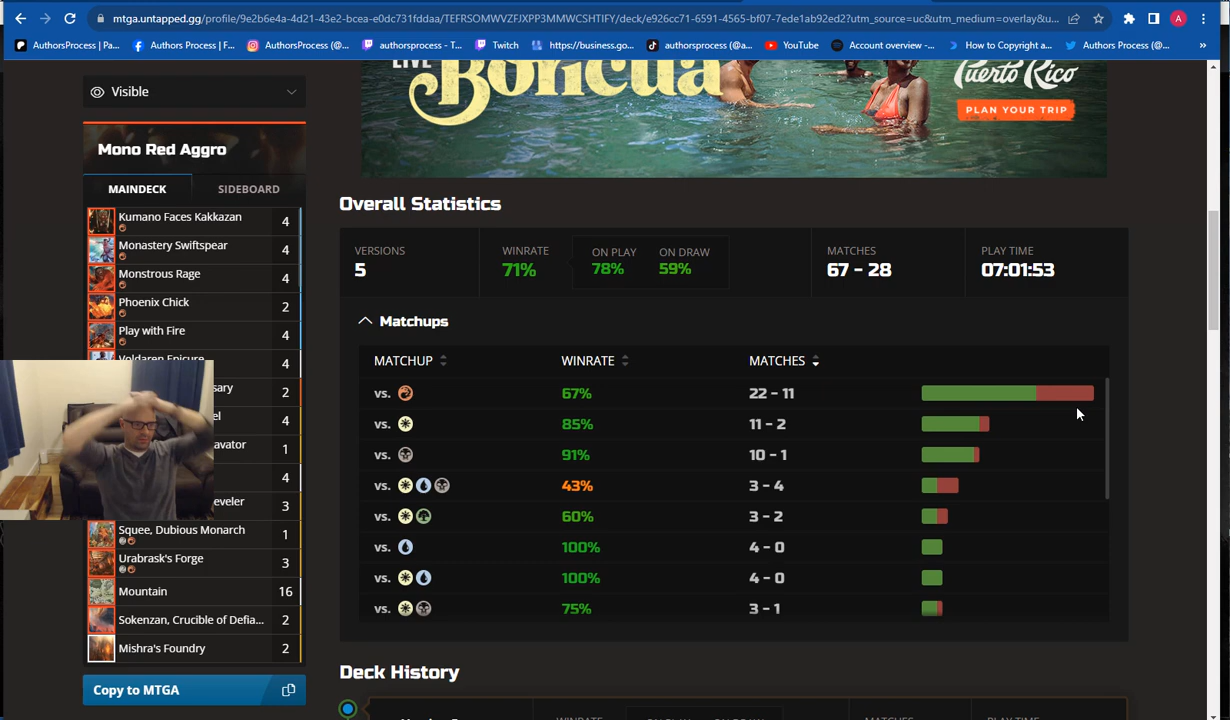 mtga.untapped.gg/profile/9e2b6e4a-4d21-43e2-bcea-e0dc731fddaa/TEFRSOMWVZFJXPP3MMWCSHTIFY/deck/e926cc71-6591-4565-bf07-7ede1ab92ed2?utm_source=uc&utm_medium=overlay&u...
A
AuthorsProcess | Pa...
Authors Process | F...
AuthorsProcess (@...
authorsprocess - T...
Twitch
https://business.go...
authorsprocess (@a...
YouTube
Account overview -...
How to Copyright a...
Authors Process (@...
»
Visible
LIVE
Boricua
Puerto Rico
PLAN YOUR TRIP
Mono Red Aggro
MAINDECK
SIDEBOARD
Kumano Faces Kakkazan 4
Monastery Swiftspear 4
Monstrous Rage 4
Phoenix Chick 2
Play with Fire 4
Voldaren Epicure 4
sary 2
el 4
avator 1
4
eveler 3
Squee, Dubious Monarch 1
Urabrask's Forge 3
Mountain 16
Sokenzan, Crucible of Defia... 2
Mishra's Foundry 2
Copy to MTGA
Overall Statistics
VERSIONS
5
WINRATE
71%
ON PLAY
78%
ON DRAW
59%
MATCHES
67 - 28
PLAY TIME
07:01:53
Matchups
MATCHUP WINRATE MATCHES
vs. 67% 22 - 11
vs. 85% 11 - 2
vs. 91% 10 - 1
vs. 43% 3 - 4
vs. 60% 3 - 2
vs. 100% 4 - 0
vs. 100% 4 - 0
vs. 75% 3 - 1
Deck History